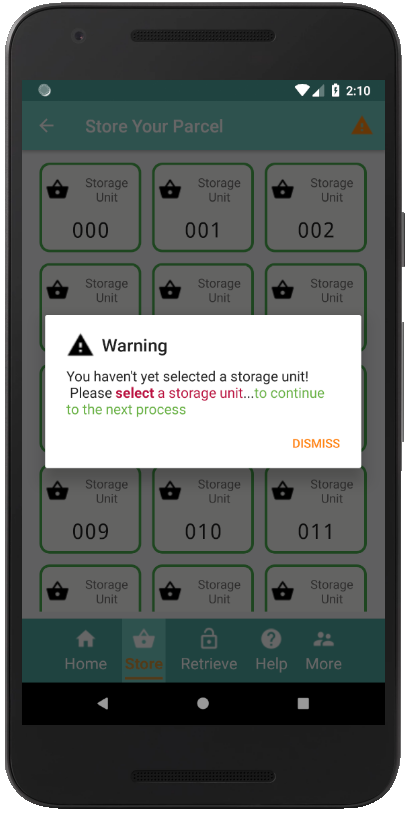 2:10
Store Your Parcel
Storage Unit
000
Storage Unit
001
Storage Unit
002
Storage Unit
Storage Unit
Storage Unit
Warning
You haven't yet selected a storage unit!
Please select a storage unit...to continue
to the next process
DISMISS
Storage Unit
009
Storage Unit
010
Storage Unit
011
Storage Unit
Storage Unit
Storage Unit
Home
Store
Retrieve
Help
More